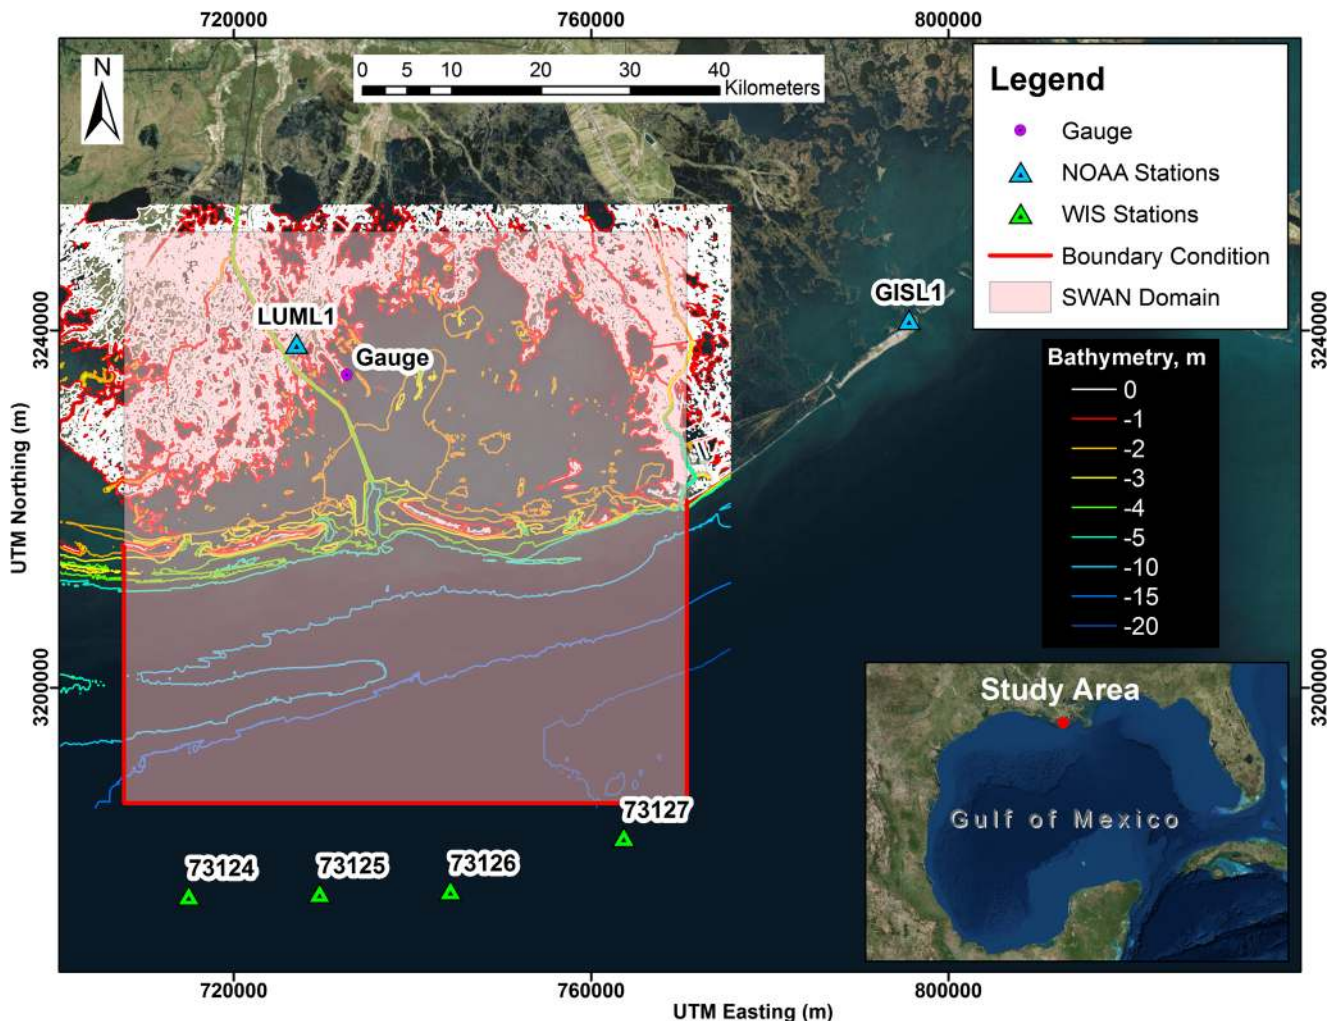 720000
760000
800000
N
0
5
10
20
30
40
Kilometers
Legend
Gauge
NOAA Stations
WIS Stations
Boundary Condition
SWAN Domain
3240000
LUML1
Gauge
GISL1
3240000
Bathymetry, m
0
-1
-2
-3
-4
-5
-10
-15
-20
UTM Northing (m)
3200000
3200000
Study Area
Gulf of Mexico
73127
73124
73125
73126
720000
760000
800000
UTM Easting (m)